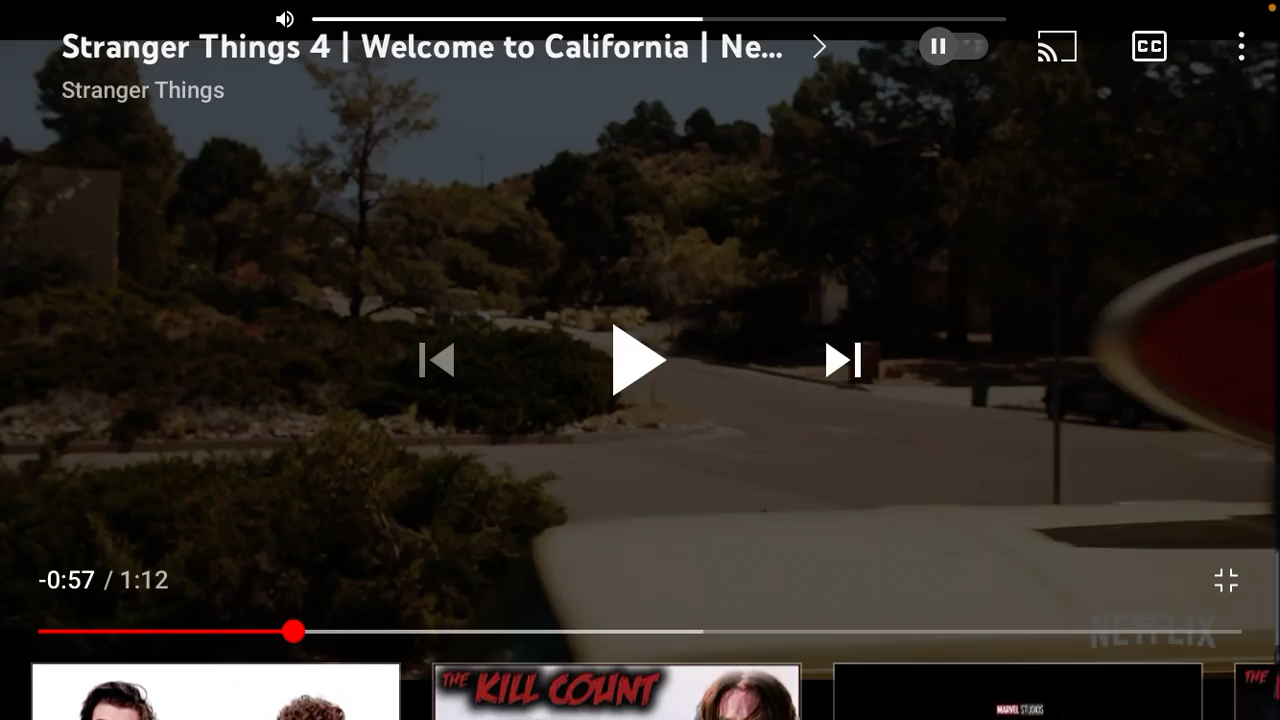 Stranger Things 4 | Welcome to California | Ne...
CC
Stranger Things
-0:57 / 1:12
NETFLIX
THE KILL COUNT
MARVEL STUDIOS
THE